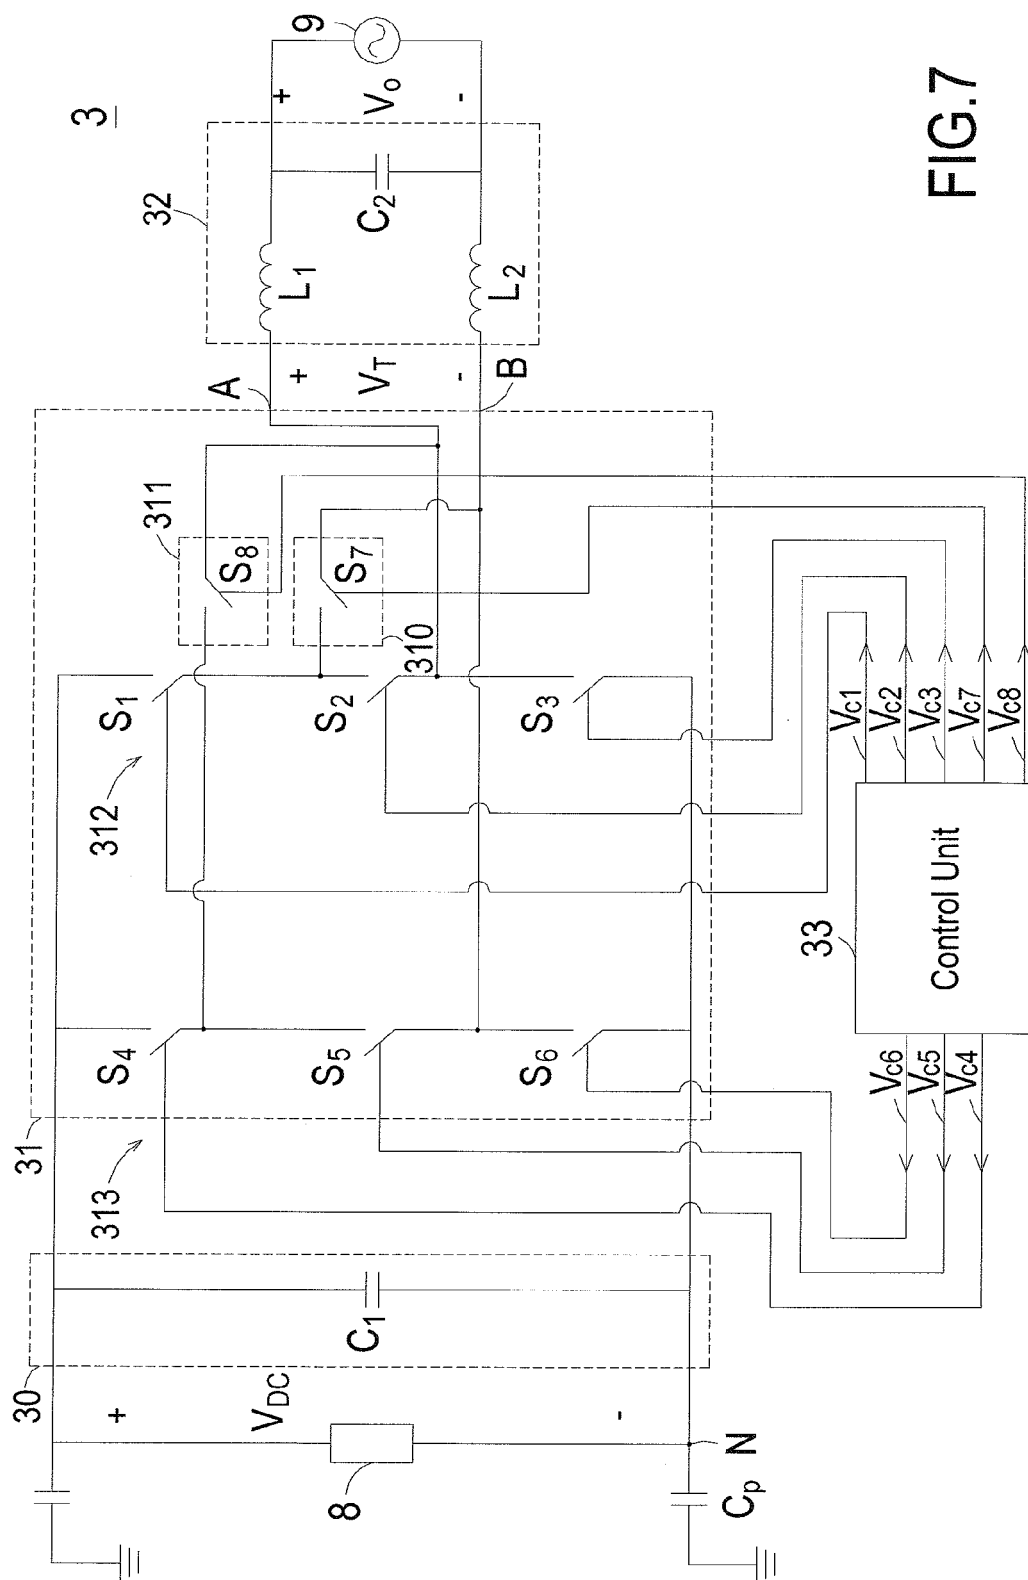 3
30
31
32
9
+
VDC
-
8
N
Cp
C1
313
312
311
310
S1
S2
S3
S4
S5
S6
S7
S8
A
B
+
VT
-
L1
L2
C2
+
Vo
-
33
Control Unit
Vc6
Vc5
Vc4
Vc1
Vc2
Vc3
Vc7
Vc8
FIG.7